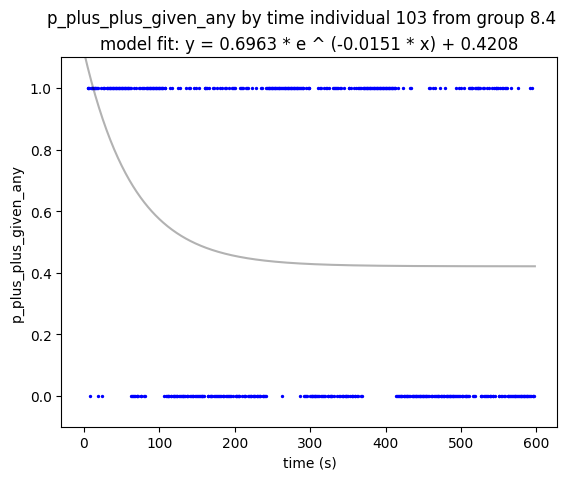 p_plus_plus_given_any by time individual 103 from group 8.4
model fit: y = 0.6963 * e ^ (-0.0151 * x) + 0.4208
p_plus_plus_given_any
1.0
0.8
0.6
0.4
0.2
0.0
0 100 200 300 400 500 600
time (s)